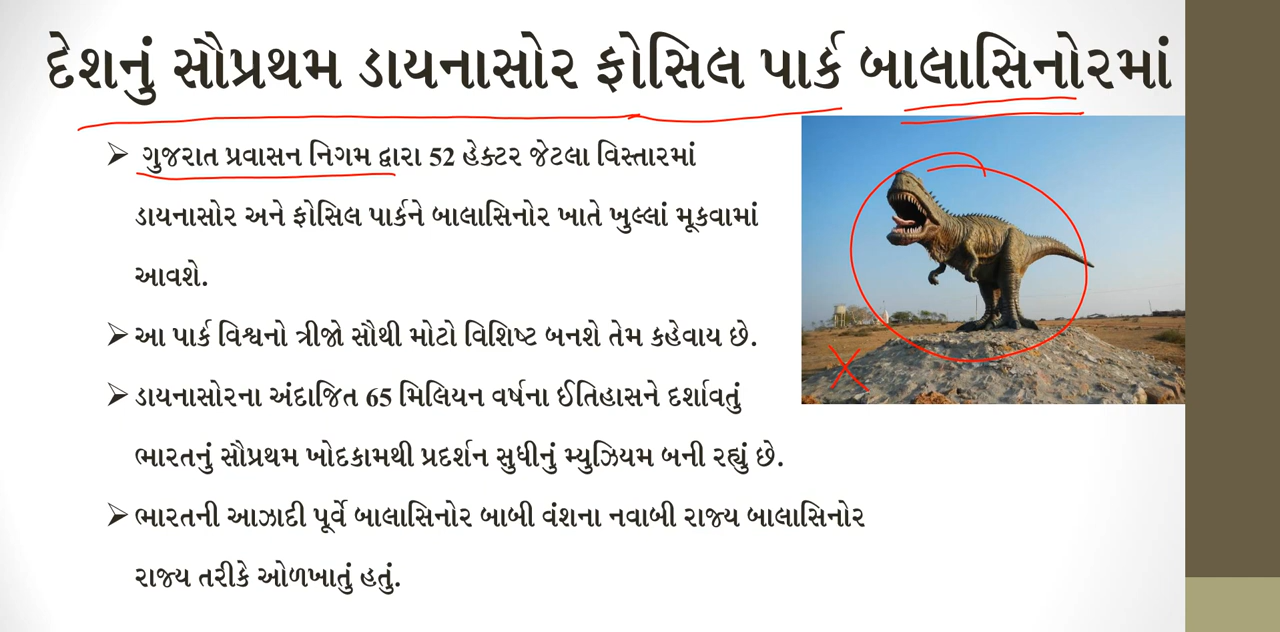 દેશનું સૌપ્રથમ ડાયનાસોર ફોસિલ પાર્ક બાલાસિનોરમાં
➢ ગુજરાત પ્રવાસન નિગમ દ્વારા 52 હેક્ટર જેટલા વિસ્તારમાં
ડાયનાસોર અને ફોસિલ પાર્કને બાલાસિનોર ખાતે ખુલ્લાં મૂકવામાં
આવશે.
➢ આ પાર્ક વિશ્વનો ત્રીજો સૌથી મોટો વિશિષ્ટ બનશે તેમ કહેવાય છે.
➢ ડાયનાસોરના અંદાજિત 65 મિલિયન વર્ષના ઈતિહાસને દર્શાવતું
ભારતનું સૌપ્રથમ ખોદકામથી પ્રદર્શન સુધીનું મ્યુઝિયમ બની રહ્યું છે.
➢ ભારતની આઝાદી પૂર્વે બાલાસિનોર બાબી વંશના નવાબી રાજ્ય બાલાસિનોર
રાજ્ય તરીકે ઓળખાતું હતું.